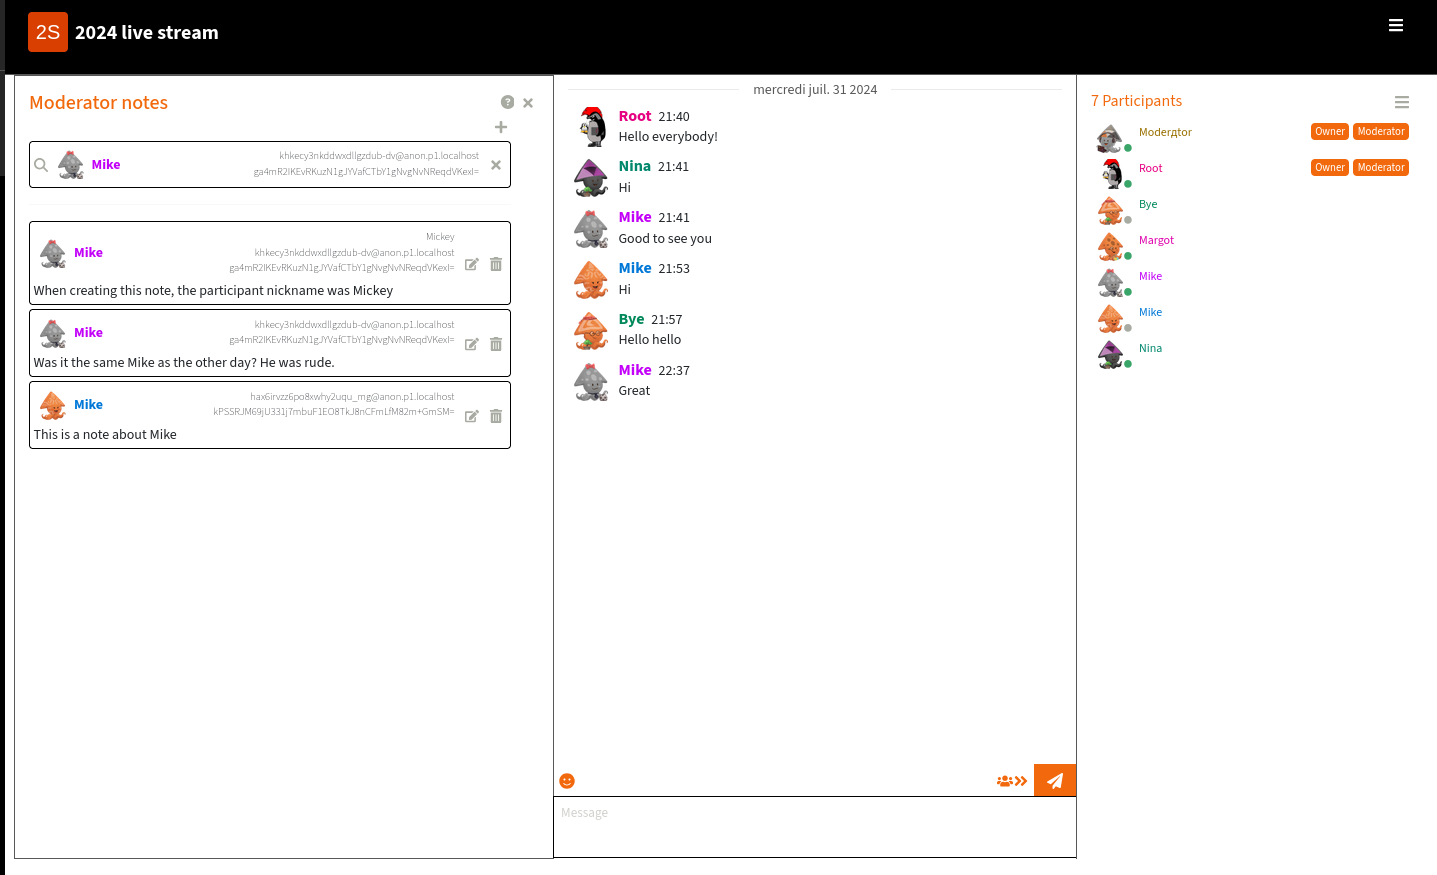 2S 2024 live stream
Moderator notes
Mike
khkecy3nkddwxdllgzdub-dv@anon.p1.localhost
ga4mR2IKEvRKuzN1gJYVafCTbY1gNvgNvNReqdVKexI=
Mickey
Mike
khkecy3nkddwxdllgzdub-dv@anon.p1.localhost
ga4mR2IKEvRKuzN1gJYVafCTbY1gNvgNvNReqdVKexI=
When creating this note, the participant nickname was Mickey
Mike
khkecy3nkddwxdllgzdub-dv@anon.p1.localhost
ga4mR2IKEvRKuzN1gJYVafCTbY1gNvgNvNReqdVKexI=
Was it the same Mike as the other day? He was rude.
Mike
hax6irvzz6po8xwhy2uqu_mg@anon.p1.localhost
kPSSRJM69jU331j7mbuF1EO8TkJ8nCFmLfM82m+GmSM=
This is a note about Mike
mercredi juil. 31 2024
Root 21:40
Hello everybody!
Nina 21:41
Hi
Mike 21:41
Good to see you
Mike 21:53
Hi
Bye 21:57
Hello hello
Mike 22:37
Great
Message
7 Participants
Moderдtor Owner Moderator
Root Owner Moderator
Bye
Margot
Mike
Mike
Nina